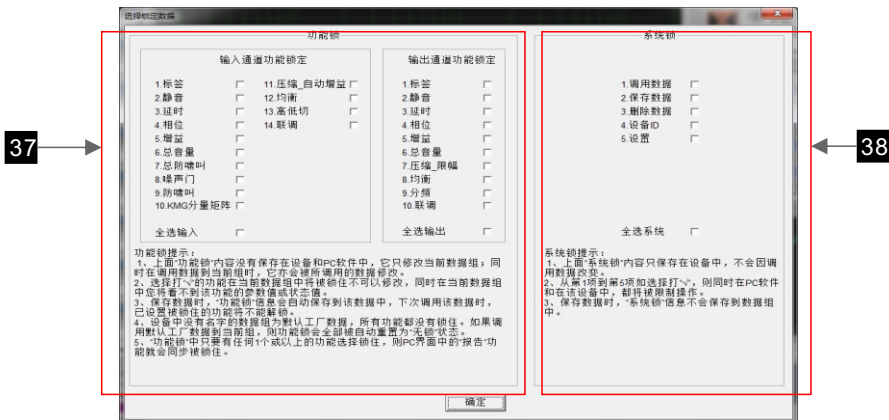 选择锁定数据
功能锁
输入通道功能锁定
1.标签
2.静音
3.延时
4.相位
5.增益
6.总音量
7.总防啸叫
8.噪声门
9.防啸叫
10.KMG分量矩阵
11.压缩_自动增益
12.均衡
13.高低切
14.联调
全选输入
输出通道功能锁定
1.标签
2.静音
3.延时
4.相位
5.增益
6.总音量
7.压缩_限幅
8.均衡
9.分频
10.联调
全选输出
功能锁提示：
1、上面“功能锁”内容没有保存在设备和PC软件中，它只修改当前数据组；同
时在调用数据到当前组时，它亦会被所调用的数据修改。
2、选择打“√”的功能在当前数据组中将被锁住不可以修改，同时在当前数据组
中您将看不到该功能的参数值或状态值。
3、保存数据时，“功能锁”信息会自动保存到该数据中，下次调用该数据时，
已设置被锁住的功能将不能解锁。
4、设备中没有名字的数据组为默认工厂数据，所有功能都没有锁住。如果调
用默认工厂数据到当前组，则功能锁会全部被自动重置为“无锁”状态。
5、“功能锁”中只要有任何1个或以上的功能选择锁住，则PC界面中的“报告”功
能就会同步被锁住。
系统锁
1.调用数据
2.保存数据
3.删除数据
4.设备ID
5.设置
全选系统
系统锁提示：
1、上面“系统锁”内容只保存在设备中，不会因调
用数据改变。
2、从第1项到第5项如选择打“√”，则同时在PC软件
和在该设备中，都将被限制操作。
3、保存数据时，“系统锁”信息不会保存到数据组
中。
确定
37
38